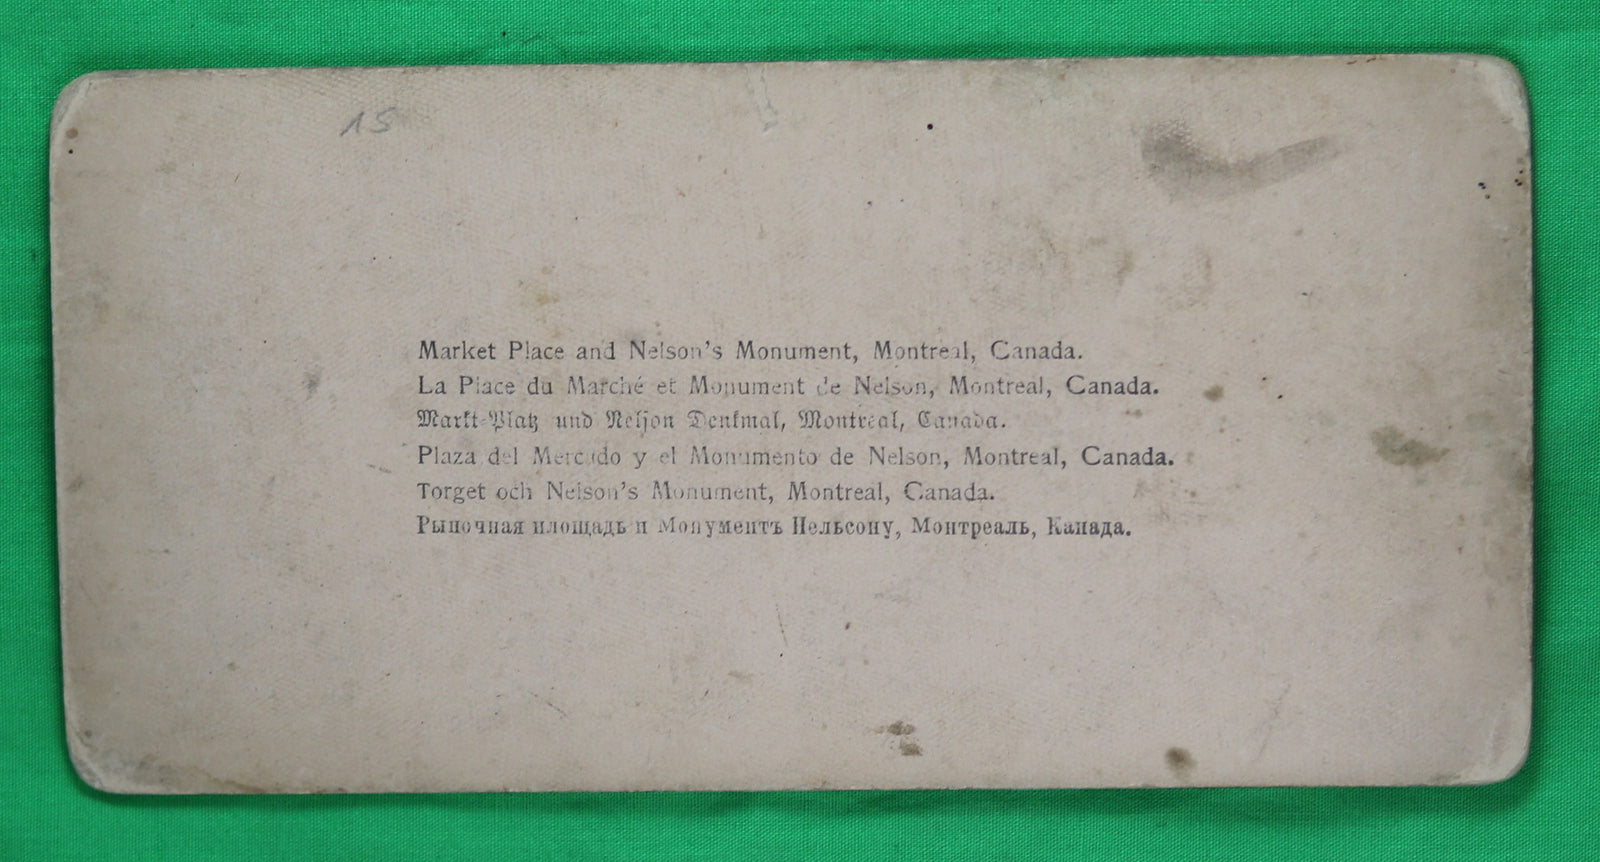 15
Market Place and Nelson's Monument, Montreal, Canada.
La Place du Marché et Monument de Nelson, Montreal, Canada.
Markt-Platz und Nelson Denkmal, Montreal, Canada.
Plaza del Mercado y el Monumento de Nelson, Montreal, Canada.
Torget och Nelson's Monument, Montreal, Canada.
Рыночная площадь и Монументъ Нельсону, Монтреаль, Канада.